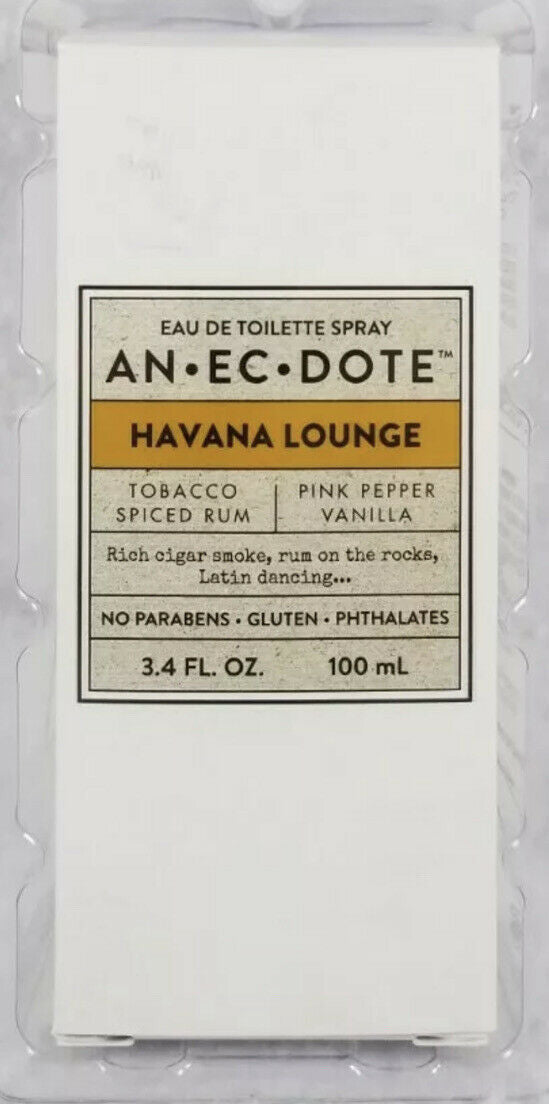 EAU DE TOILETTE SPRAY
AN•EC•DOTE™
HAVANA LOUNGE
TOBACCO
SPICED RUM
PINK PEPPER
VANILLA
Rich cigar smoke, rum on the rocks,
Latin dancing...
NO PARABENS • GLUTEN • PHTHALATES
3.4 FL. OZ. 100 mL